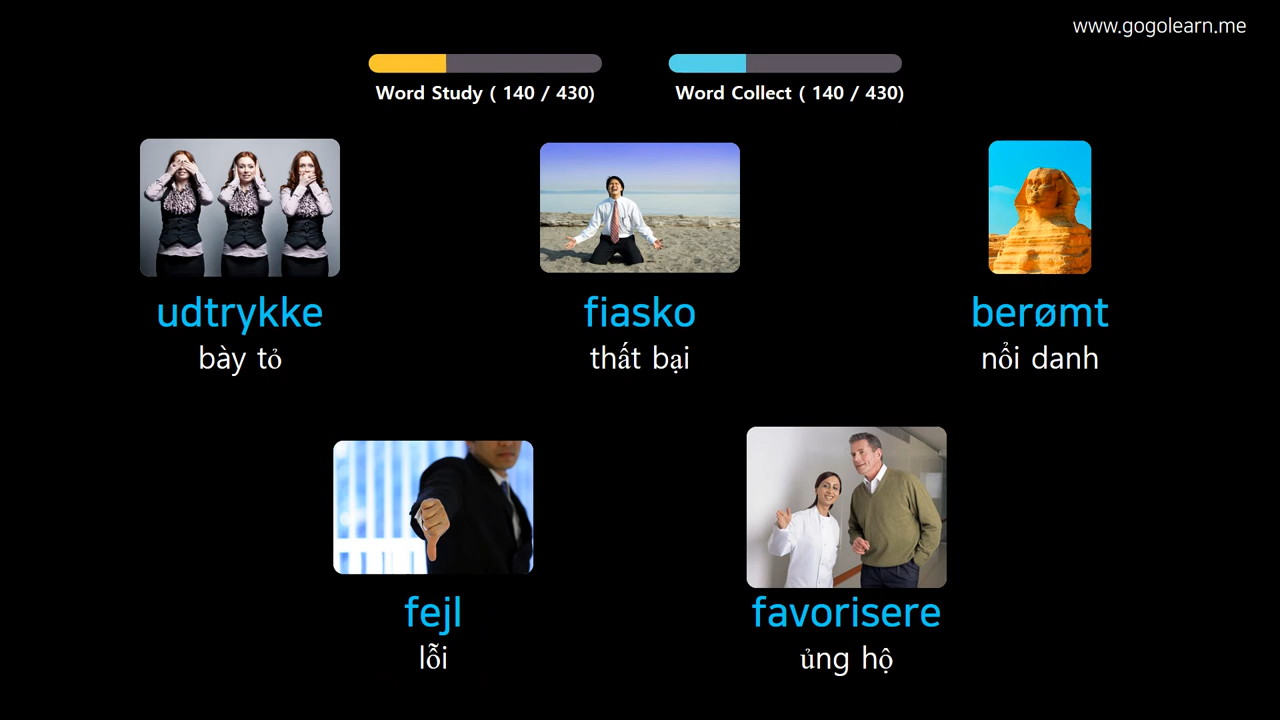 www.gogolearn.me
Word Study ( 140 / 430)
Word Collect ( 140 / 430)
udtrykke
bày tỏ
fiasko
thất bại
berømt
nổi danh
fejl
lỗi
favorisere
ủng hộ